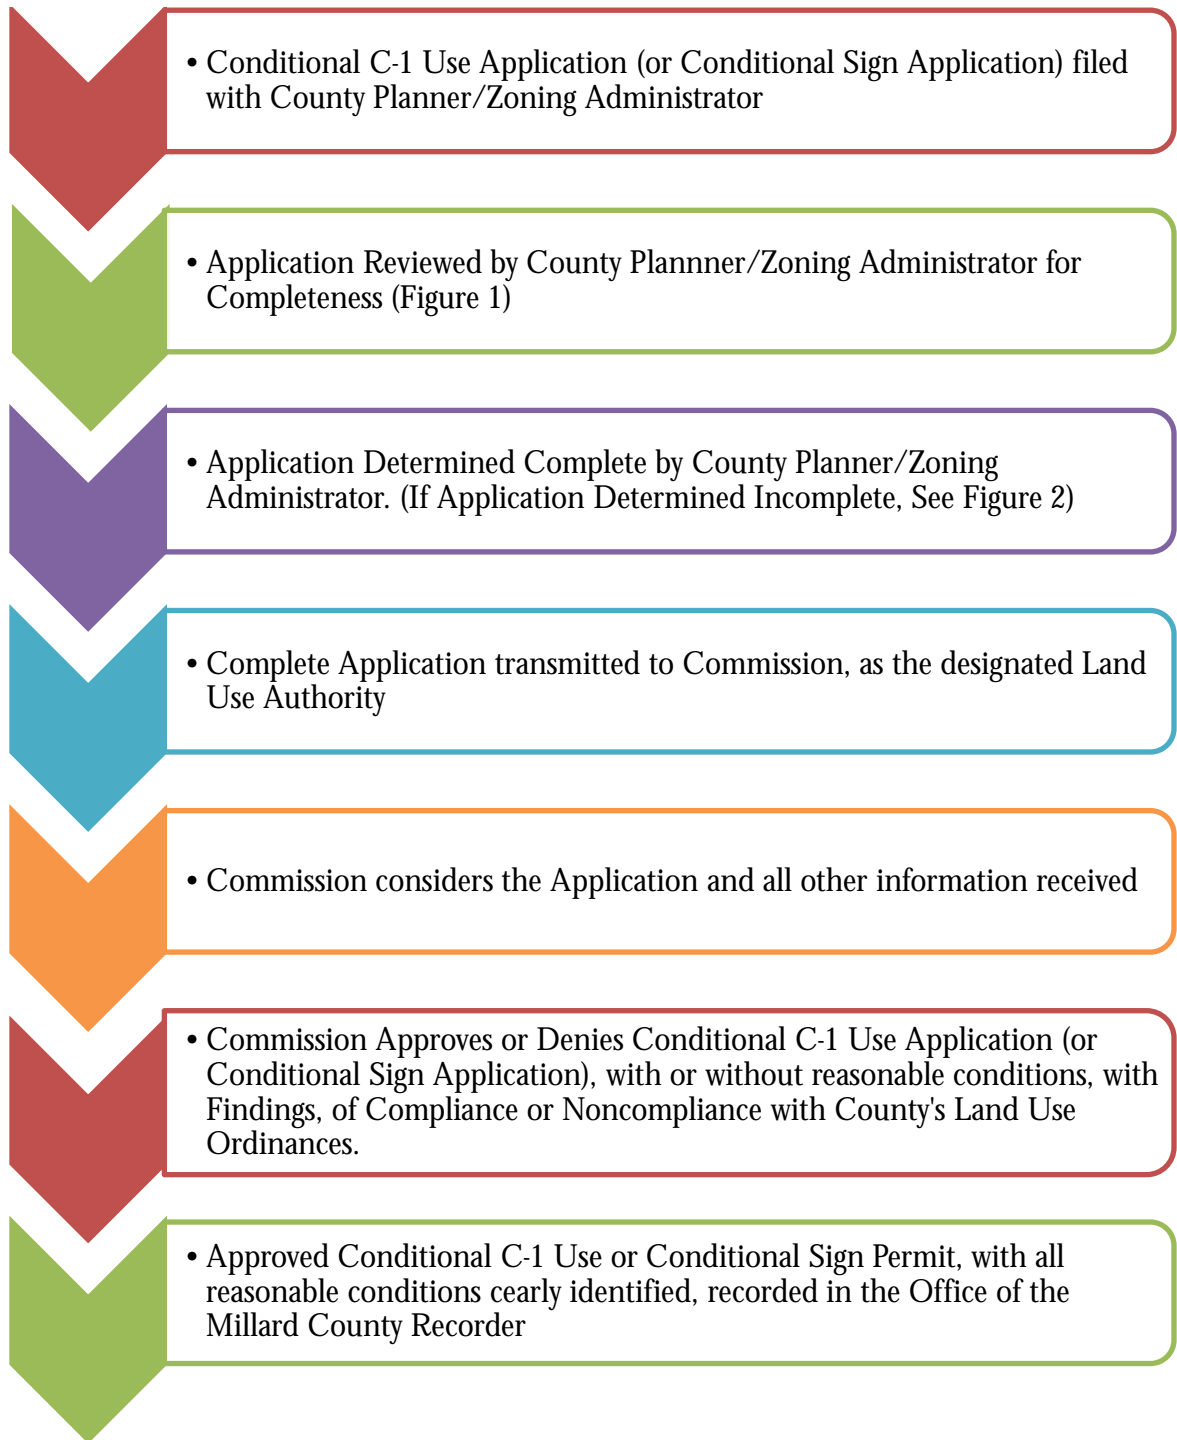 • Conditional C-1 Use Application (or Conditional Sign Application) filed
with County Planner/Zoning Administrator
• Application Reviewed by County Plannner/Zoning Administrator for
Completeness (Figure 1)
• Application Determined Complete by County Planner/Zoning
Administrator. (If Application Determined Incomplete, See Figure 2)
• Complete Application transmitted to Commission, as the designated Land
Use Authority
• Commission considers the Application and all other information received
• Commission Approves or Denies Conditional C-1 Use Application (or
Conditional Sign Application), with or without reasonable conditions, with
Findings, of Compliance or Noncompliance with County's Land Use
Ordinances.
• Approved Conditional C-1 Use or Conditional Sign Permit, with all
reasonable conditions cearly identified, recorded in the Office of the
Millard County Recorder